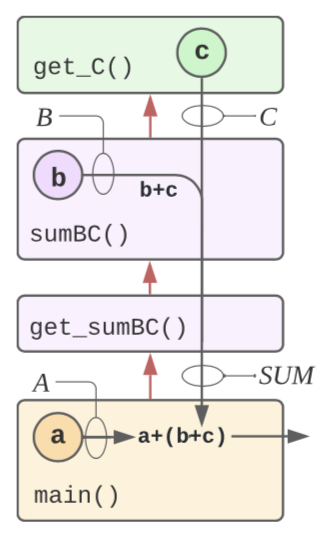 c
get_C()
B
C
b
b+c
sumBC()
get_sumBC()
A
SUM
a
a+(b+c)
main()